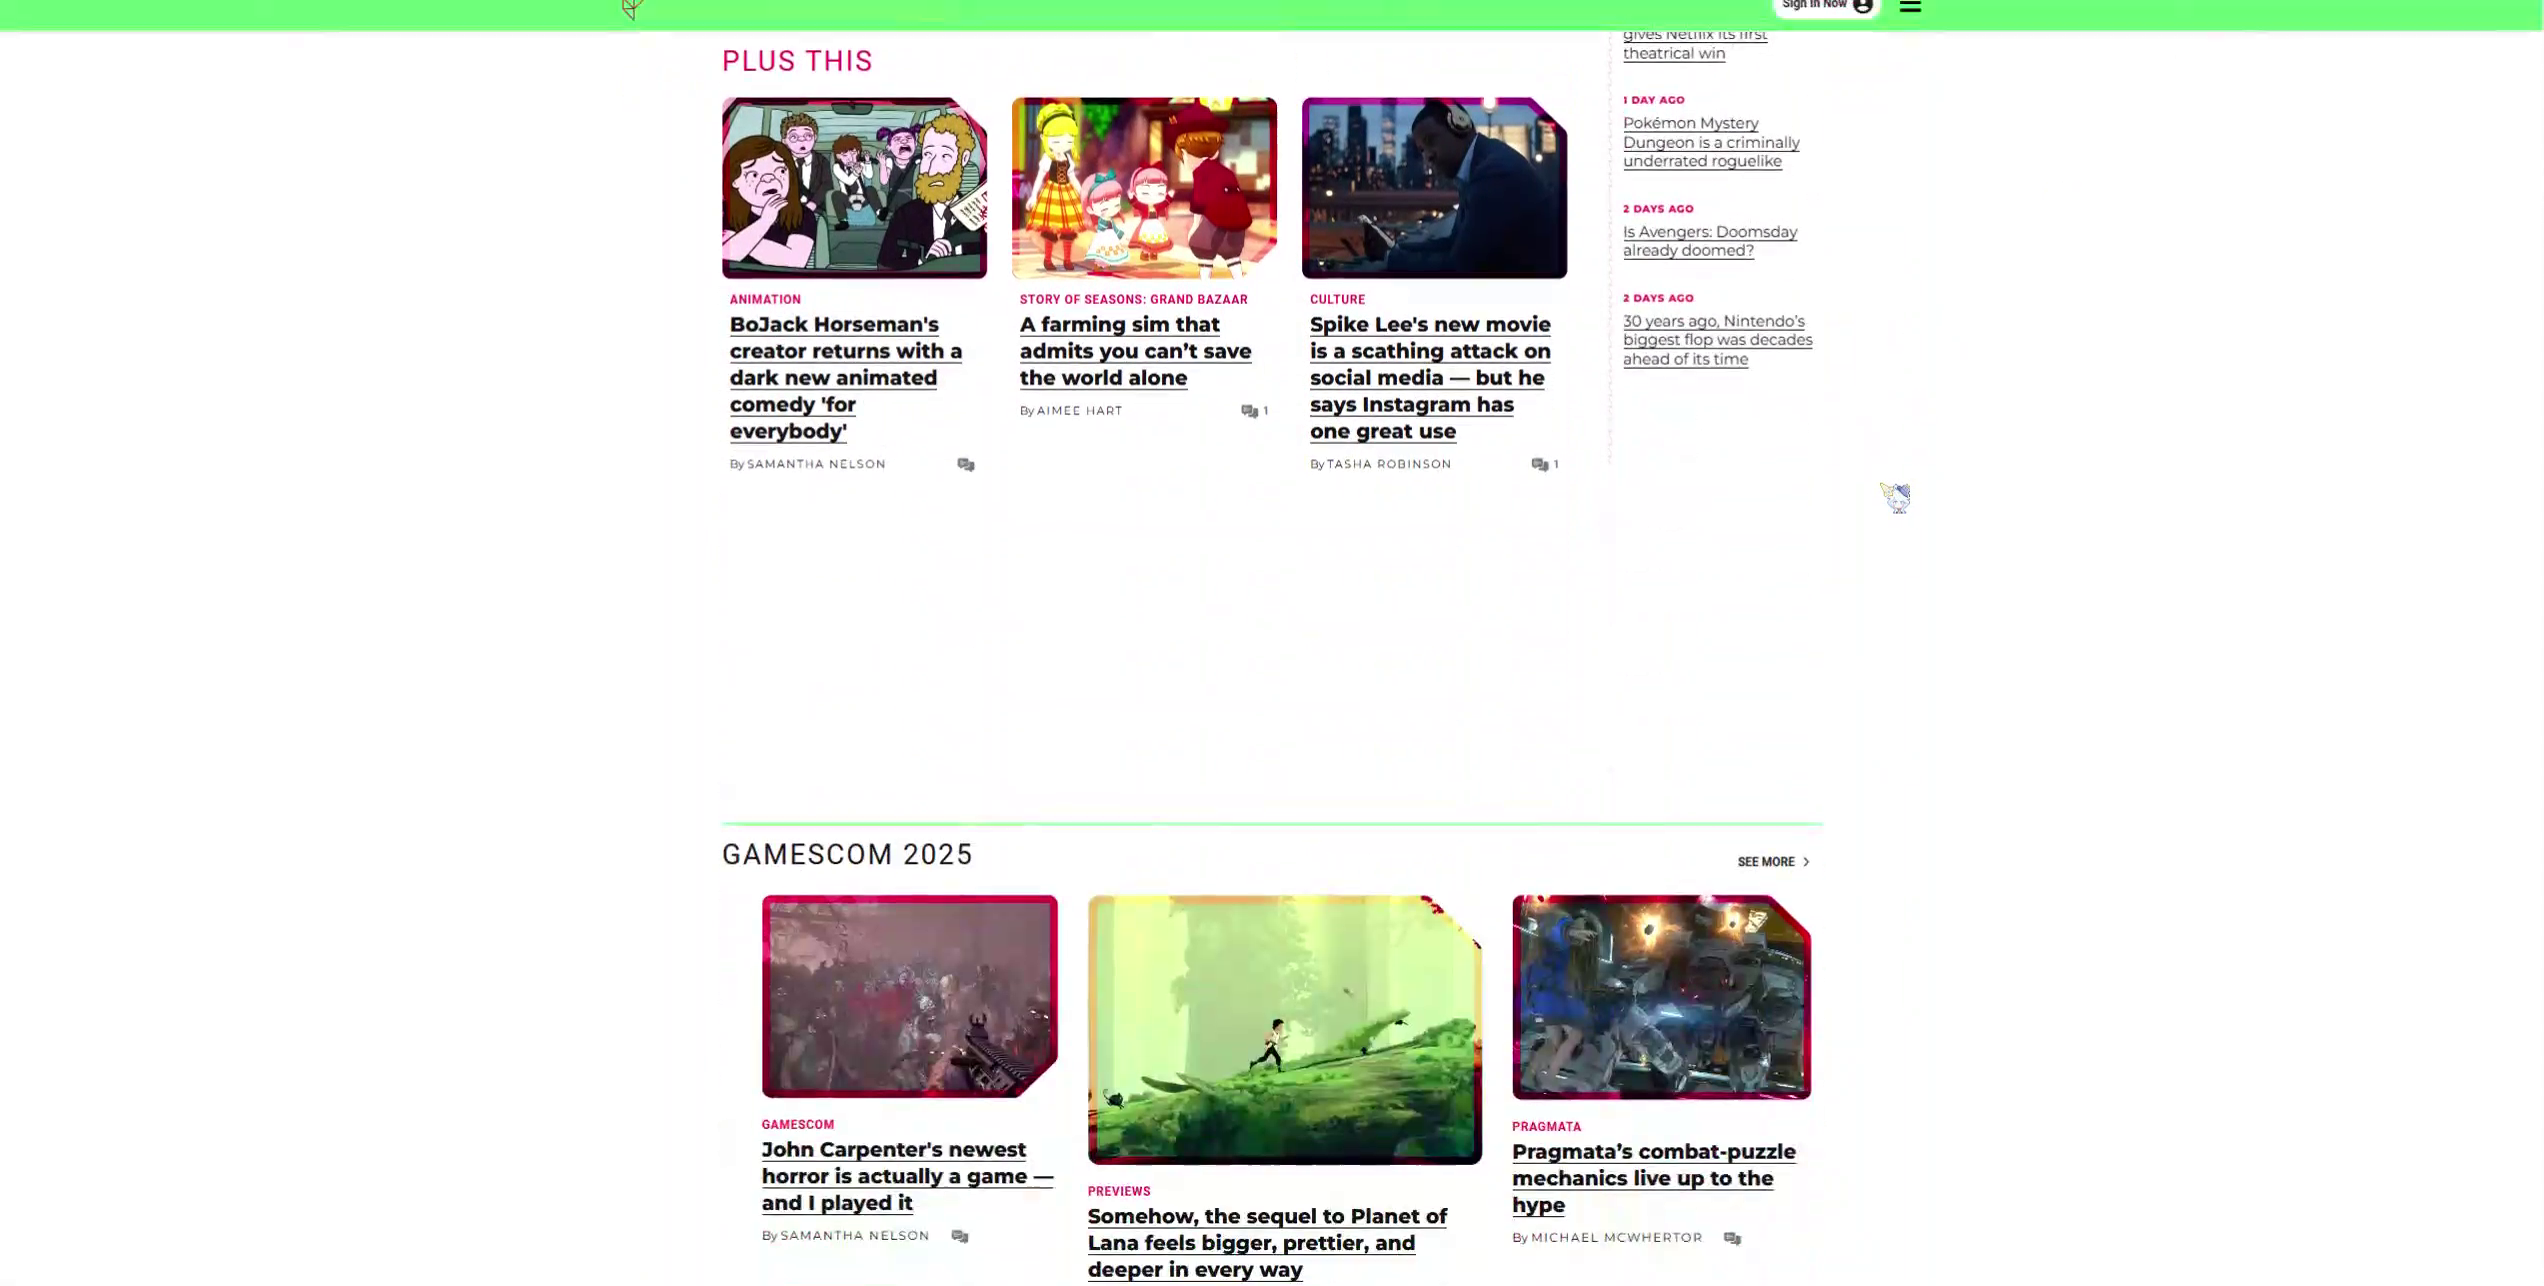 Sign In Now
PLUS THIS
ANIMATION
BoJack Horseman's
creator returns with a
dark new animated
comedy 'for
everybody'
By SAMANTHA NELSON
STORY OF SEASONS: GRAND BAZAAR
A farming sim that
admits you can’t save
the world alone
By AIMEE HART
1
CULTURE
Spike Lee's new movie
is a scathing attack on
social media — but he
says Instagram has
one great use
By TASHA ROBINSON
1
gives Netflix its first
theatrical win
1 DAY AGO
Pokémon Mystery
Dungeon is a criminally
underrated roguelike
2 DAYS AGO
Is Avengers: Doomsday
already doomed?
2 DAYS AGO
30 years ago, Nintendo’s
biggest flop was decades
ahead of its time
GAMESCOM 2025
SEE MORE
GAMESCOM
John Carpenter's newest
horror is actually a game —
and I played it
By SAMANTHA NELSON
PREVIEWS
Somehow, the sequel to Planet of
Lana feels bigger, prettier, and
deeper in every way
PRAGMATA
Pragmata’s combat-puzzle
mechanics live up to the
hype
By MICHAEL MCWHERTOR